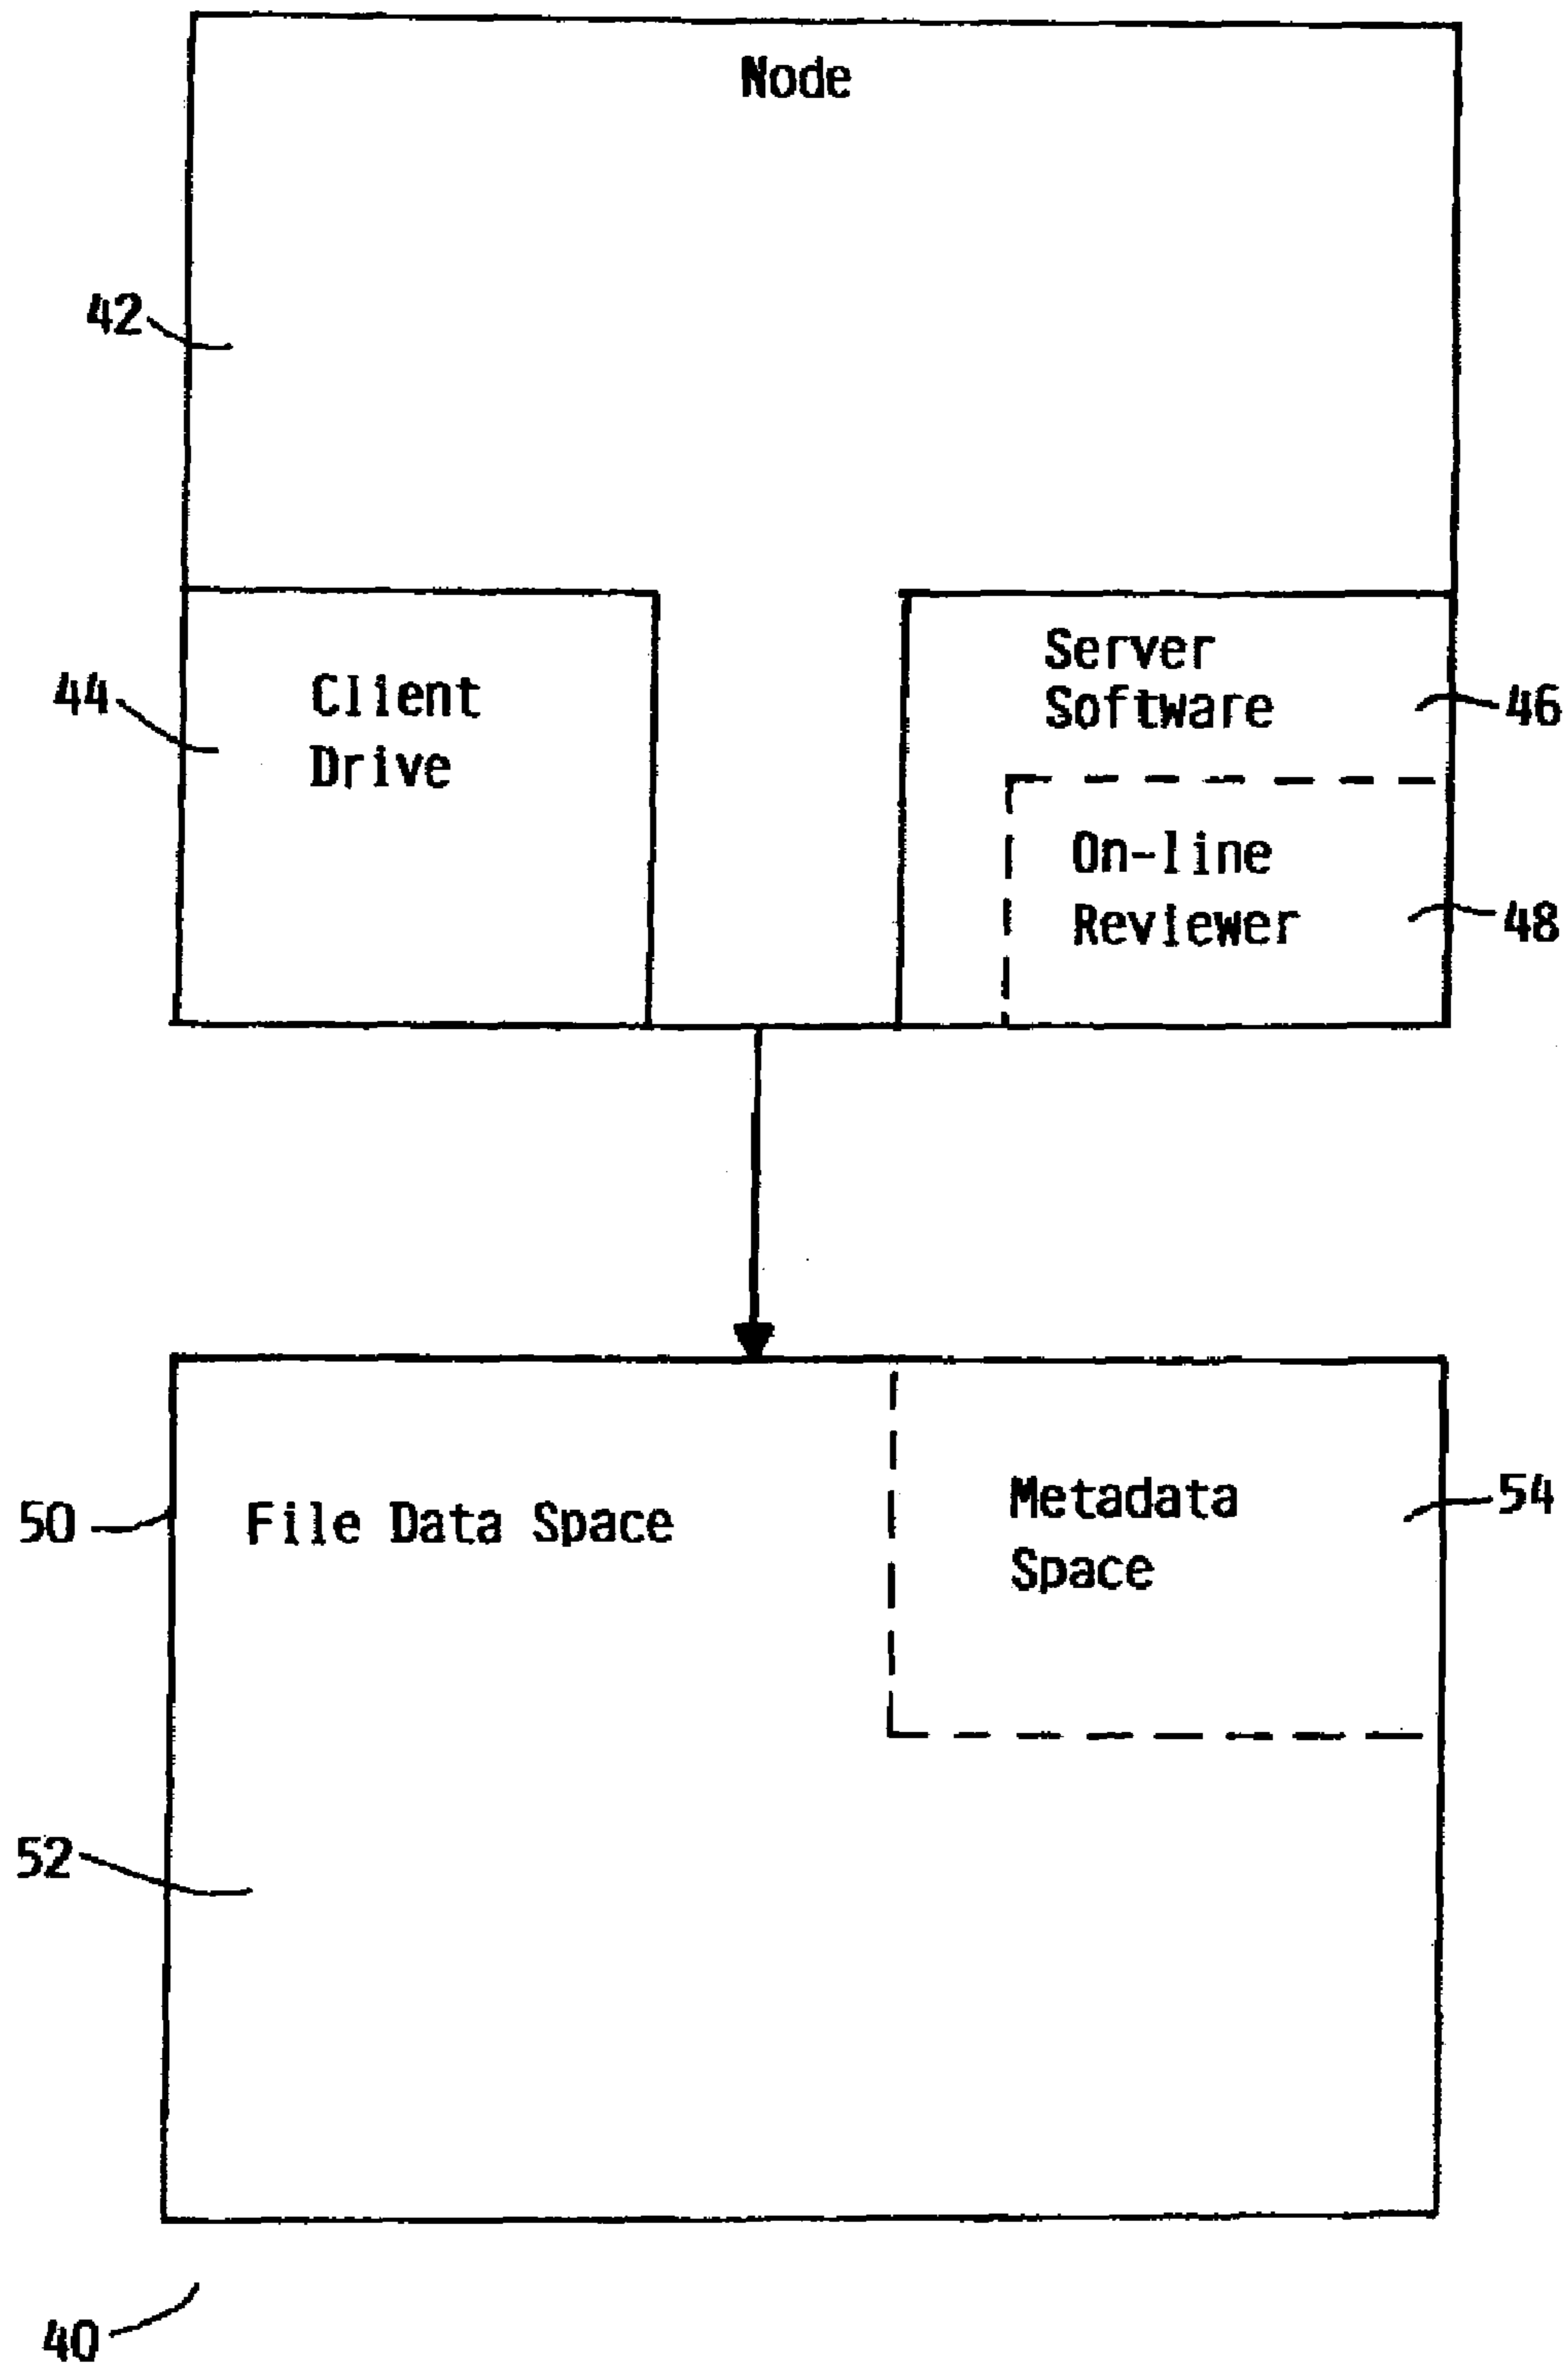 Node
42
44
Client
Drive
Server
Software
46
On-line
Reviewer
48
50
File Data Space
Metadata
Space
54
52
40